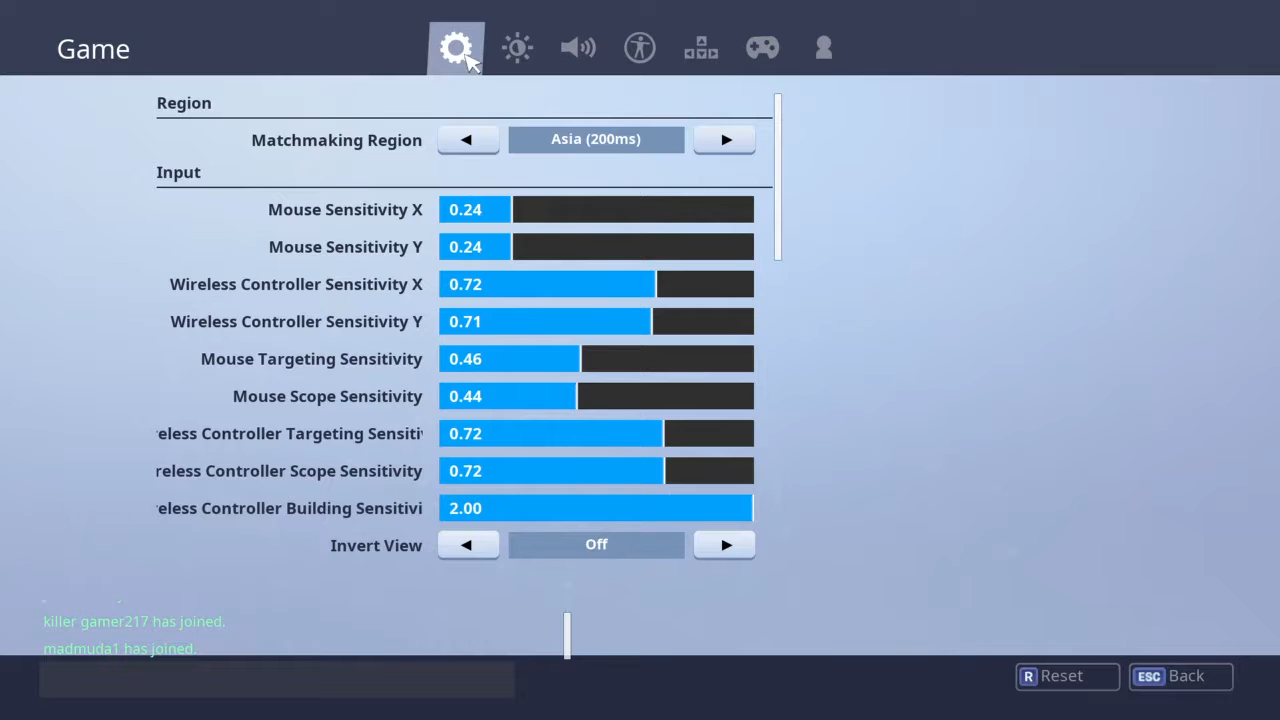 Game
Region
Matchmaking Region ◄ Asia (200ms) ►
Input
Mouse Sensitivity X 0.24
Mouse Sensitivity Y 0.24
Wireless Controller Sensitivity X 0.72
Wireless Controller Sensitivity Y 0.71
Mouse Targeting Sensitivity 0.46
Mouse Scope Sensitivity 0.44
reless Controller Targeting Sensitiv 0.72
reless Controller Scope Sensitivity 0.72
reless Controller Building Sensitivi 2.00
Invert View ◄ Off ►
killer gamer217 has joined.
madmuda1 has joined.
R Reset ESC Back